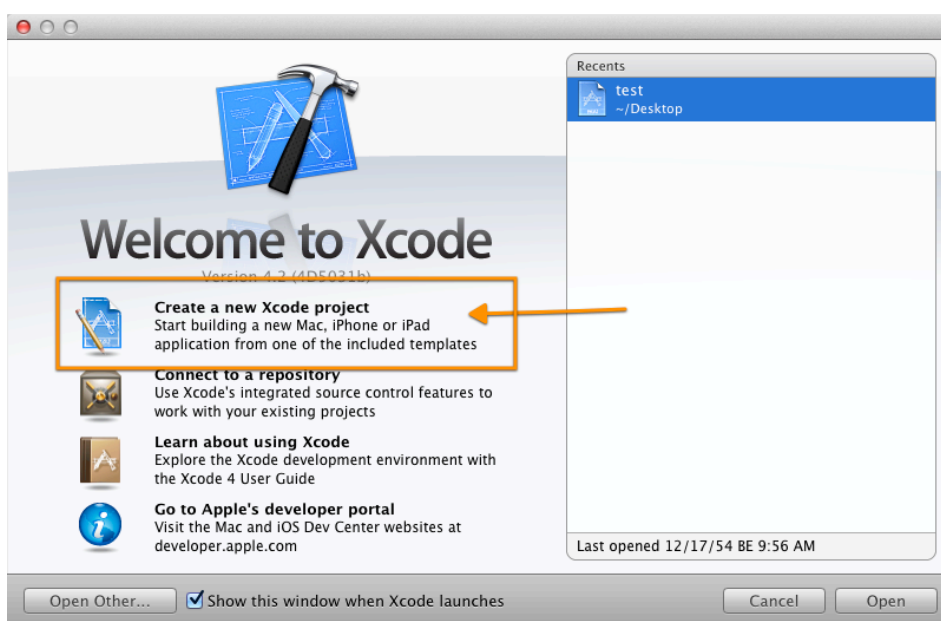 Welcome to Xcode
Version 4.2 (4D5031b)
Create a new Xcode project
Start building a new Mac, iPhone or iPad
application from one of the included templates
Connect to a repository
Use Xcode's integrated source control features to
work with your existing projects
Learn about using Xcode
Explore the Xcode development environment with
the Xcode 4 User Guide
Go to Apple's developer portal
Visit the Mac and iOS Dev Center websites at
developer.apple.com
Recents
test
~/Desktop
Last opened 12/17/54 BE 9:56 AM
Open Other...
Show this window when Xcode launches
Cancel
Open